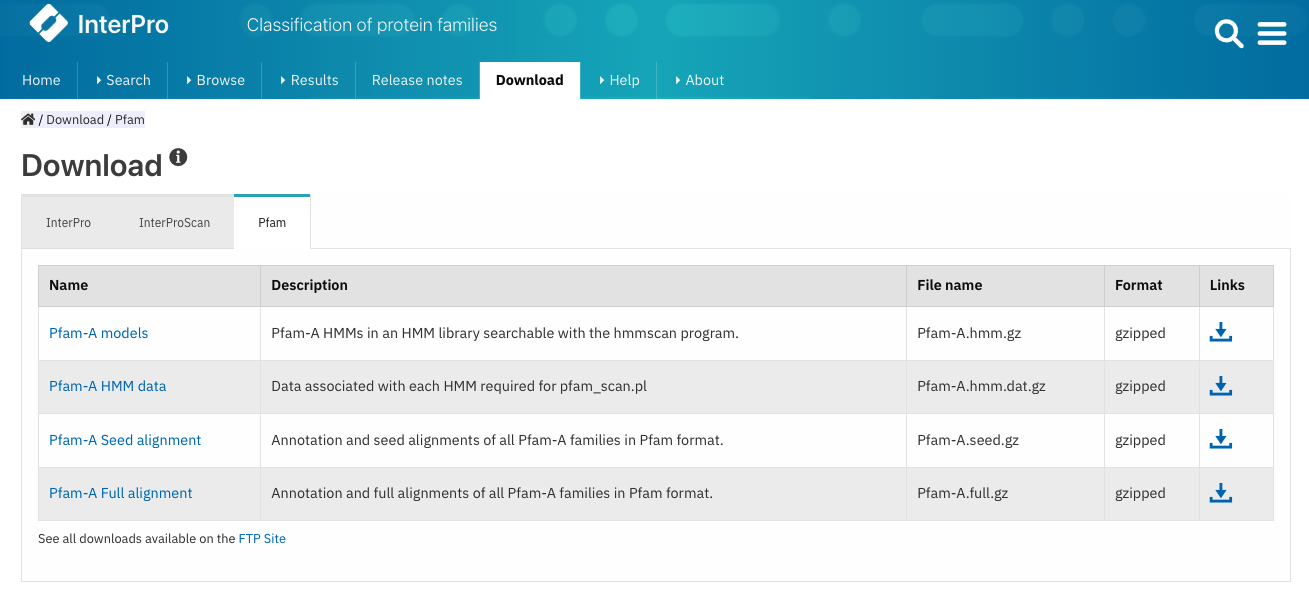 InterPro
Classification of protein families
Home Search Browse Results Release notes Download Help About
/ Download / Pfam
Download i
InterPro InterProScan Pfam
Name Description File name Format Links
Pfam-A models Pfam-A HMMs in an HMM library searchable with the hmmscan program. Pfam-A.hmm.gz gzipped
Pfam-A HMM data Data associated with each HMM required for pfam_scan.pl Pfam-A.hmm.dat.gz gzipped
Pfam-A Seed alignment Annotation and seed alignments of all Pfam-A families in Pfam format. Pfam-A.seed.gz gzipped
Pfam-A Full alignment Annotation and full alignments of all Pfam-A families in Pfam format. Pfam-A.full.gz gzipped
See all downloads available on the FTP Site